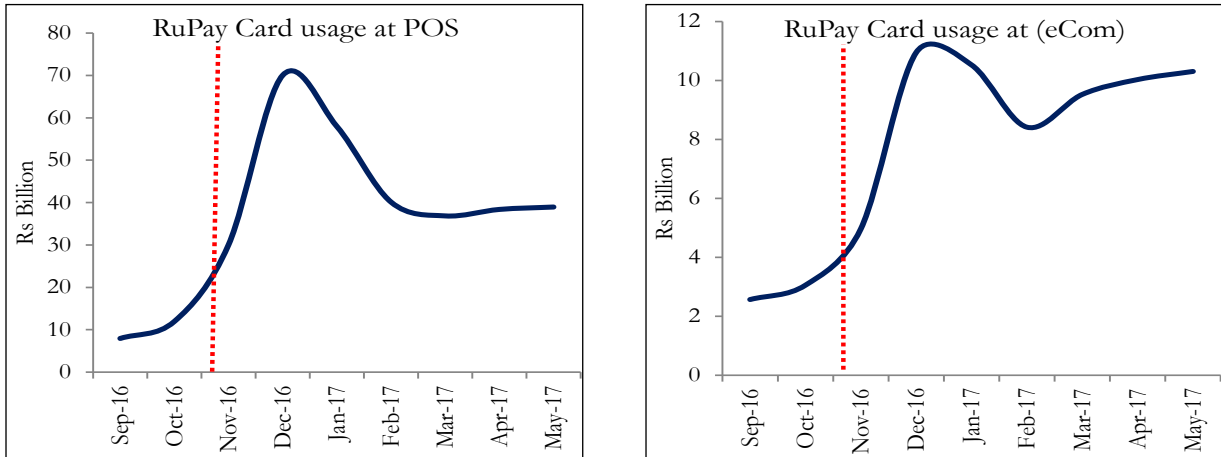 RuPay Card usage at POS
80
70
60
50
40
30
20
10
0
Rs Billion
Sep-16
Oct-16
Nov-16
Dec-16
Jan-17
Feb-17
Mar-17
Apr-17
May-17
RuPay Card usage at (eCom)
12
10
8
6
4
2
0
Rs Billion
Sep-16
Oct-16
Nov-16
Dec-16
Jan-17
Feb-17
Mar-17
Apr-17
May-17